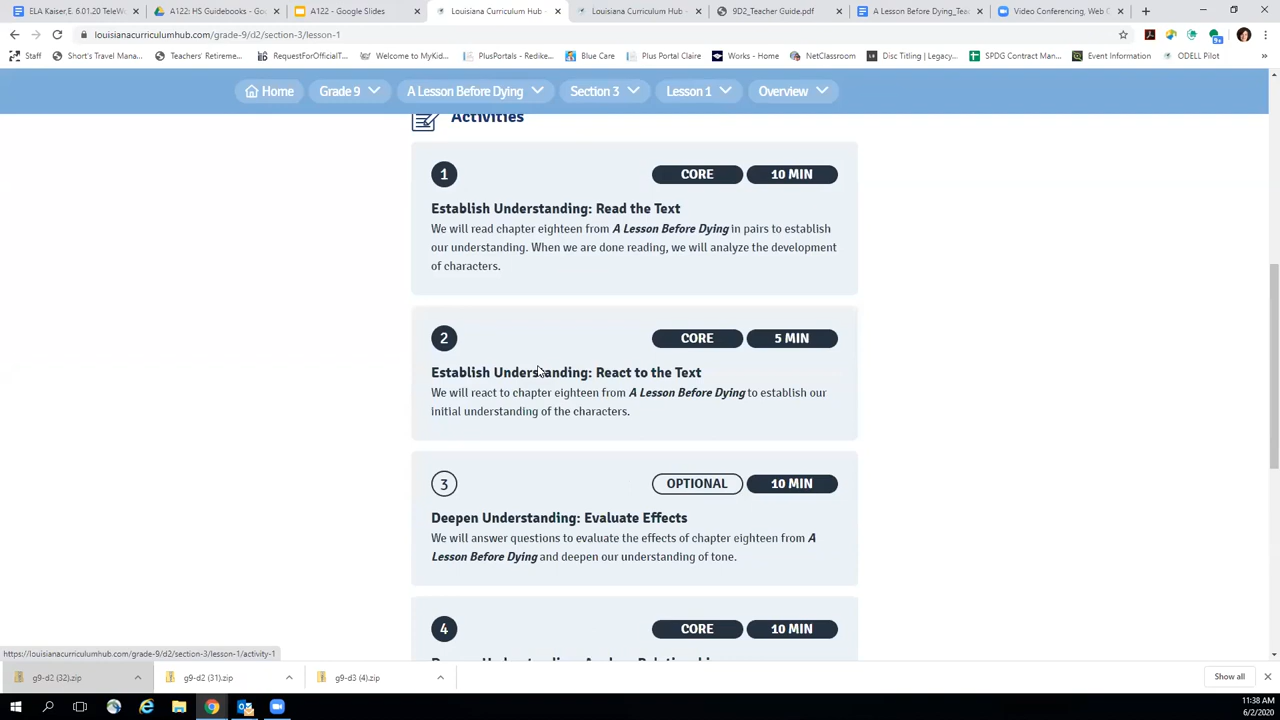 ELA Kaiser, E. 6.01.20 TeleW
A122: HS Guidebooks - Go
A122 - Google Slides
Louisiana Curriculum Hub -
Louisiana Curriculum Hub -
9D2_Teacher Guide.pdf
A Lesson Before Dying_Tea
Video Conferencing, Web C
louisianacurriculumhub.com/grade-9/d2/section-3/lesson-1
Staff
Short's Travel Mana...
Teachers' Retireme...
RequestForOfficialT...
Welcome to MyKid...
PlusPortals - Redike...
Blue Care
Plus Portal Claire
Works - Home
NetClassroom
Disc Titling | Legacy...
SPDG Contract Man...
Event Information
ODELL Pilot
»
Home
Grade 9
A Lesson Before Dying
Section 3
Lesson 1
Overview
Activities
1
CORE
10 MIN
Establish Understanding: Read the Text
We will read chapter eighteen from A Lesson Before Dying in pairs to establish
our understanding. When we are done reading, we will analyze the development
of characters.
2
CORE
5 MIN
Establish Understanding: React to the Text
We will react to chapter eighteen from A Lesson Before Dying to establish our
initial understanding of the characters.
3
OPTIONAL
10 MIN
Deepen Understanding: Evaluate Effects
We will answer questions to evaluate the effects of chapter eighteen from A
Lesson Before Dying and deepen our understanding of tone.
4
CORE
10 MIN
https://louisianacurriculumhub.com/grade-9/d2/section-3/lesson-1/activity-1
g9-d2 (32).zip
g9-d2 (31).zip
g9-d3 (4).zip
Show all
11:38 AM
6/2/2020